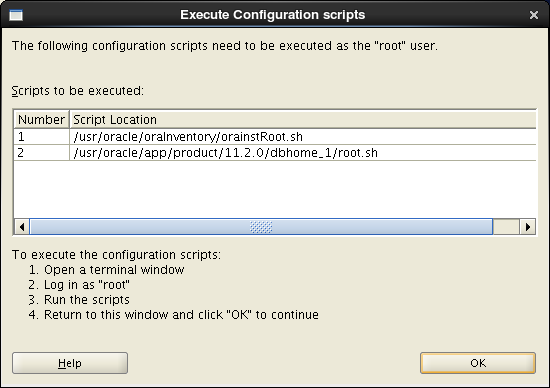 Execute Configuration scripts
The following configuration scripts need to be executed as the "root" user.
Scripts to be executed:
Number Script Location
1 /usr/oracle/oraInventory/orainstRoot.sh
2 /usr/oracle/app/product/11.2.0/dbhome_1/root.sh
To execute the configuration scripts:
1. Open a terminal window
2. Log in as "root"
3. Run the scripts
4. Return to this window and click "OK" to continue
Help OK